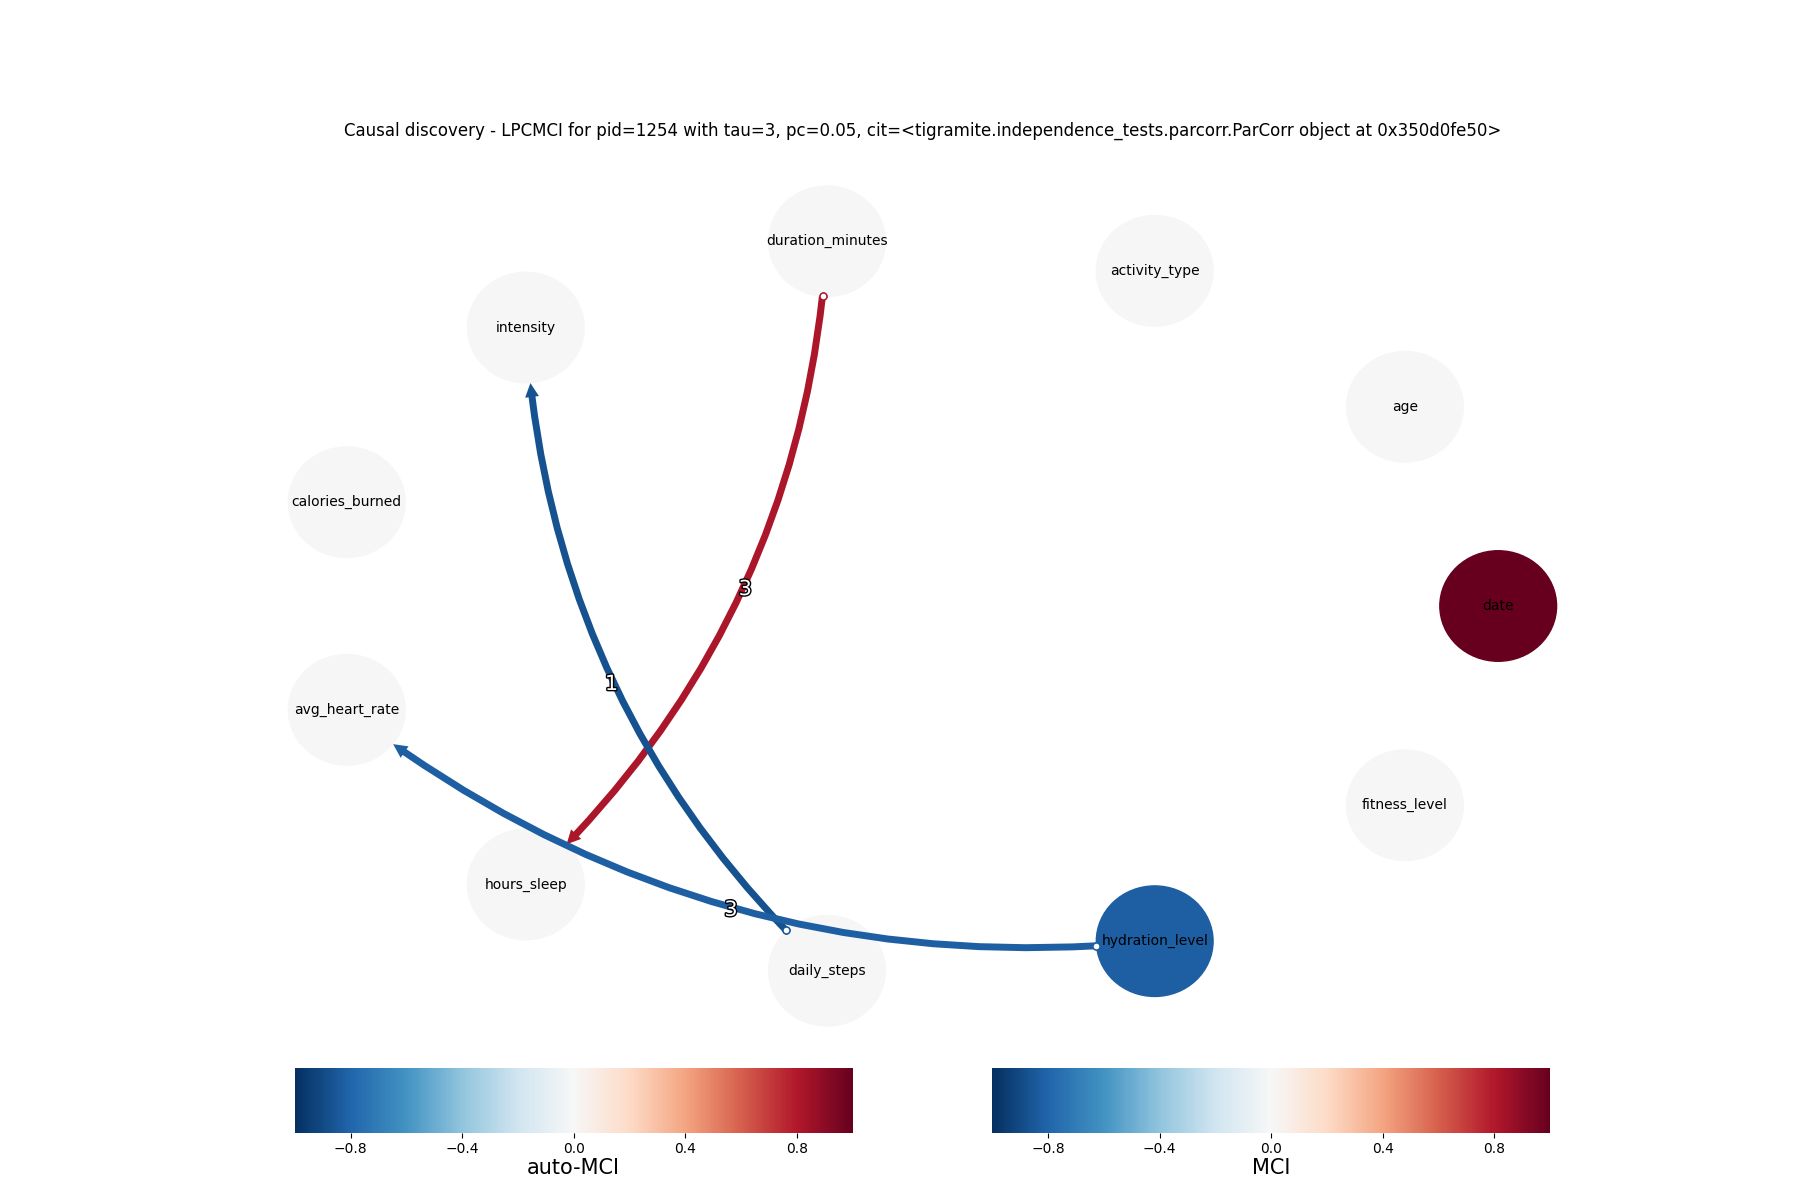 Causal discovery - LPCMCI for pid=1254 with tau=3, pc=0.05, cit=<tigramite.independence_tests.parcorr.ParCorr object at 0x350d0fe50>
duration_minutes
activity_type
intensity
age
calories_burned
3
date
1
avg_heart_rate
fitness_level
hours_sleep
3
hydration_level
daily_steps
−0.8 −0.4 0.0 0.4 0.8
auto-MCI
−0.8 −0.4 0.0 0.4 0.8
MCI